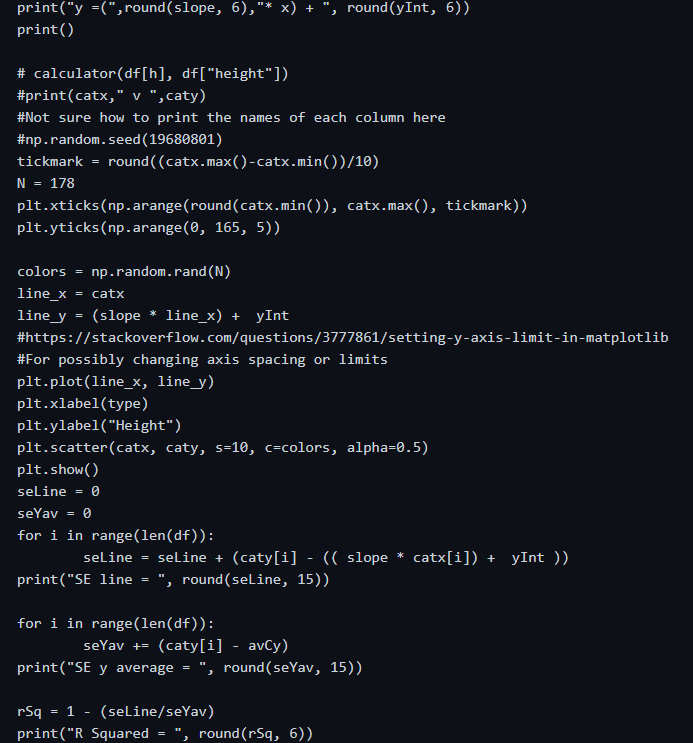 print("y =(",round(slope, 6),"* x) + ", round(yInt, 6))
print()

# calculator(df[h], df["height"])
#print(catx," v ",caty)
#Not sure how to print the names of each column here
#np.random.seed(19680801)
tickmark = round((catx.max()-catx.min())/10)
N = 178
plt.xticks(np.arange(round(catx.min()), catx.max(), tickmark))
plt.yticks(np.arange(0, 165, 5))

colors = np.random.rand(N)
line_x = catx
line_y = (slope * line_x) +  yInt
#https://stackoverflow.com/questions/3777861/setting-y-axis-limit-in-matplotlib
#For possibly changing axis spacing or limits
plt.plot(line_x, line_y)
plt.xlabel(type)
plt.ylabel("Height")
plt.scatter(catx, caty, s=10, c=colors, alpha=0.5)
plt.show()
seLine = 0
seYav = 0
for i in range(len(df)):
        seLine = seLine + (caty[i] - (( slope * catx[i]) +  yInt ))
print("SE line = ", round(seLine, 15))

for i in range(len(df)):
        seYav += (caty[i] - avCy)
print("SE y average = ", round(seYav, 15))

rSq = 1 - (seLine/seYav)
print("R Squared = ", round(rSq, 6))